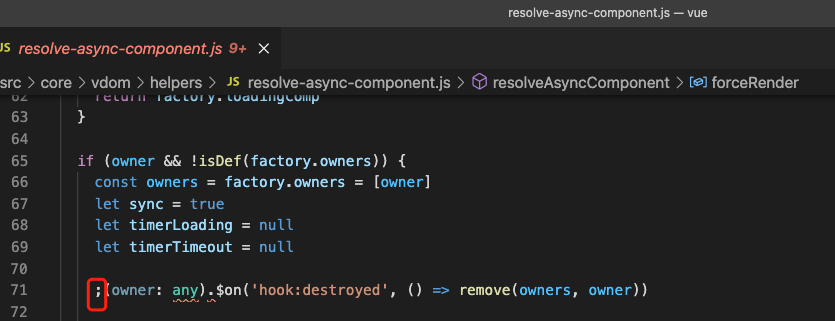 resolve-async-component.js — vue
JS resolve-async-component.js 9+ ×
src > core > vdom > helpers > JS resolve-async-component.js > resolveAsyncComponent > forceRender
62 return factory.loadingComp
63 }
64
65 if (owner && !isDef(factory.owners)) {
66 const owners = factory.owners = [owner]
67 let sync = true
68 let timerLoading = null
69 let timerTimeout = null
70
71 ;(owner: any).$on('hook:destroyed', () => remove(owners, owner))
72